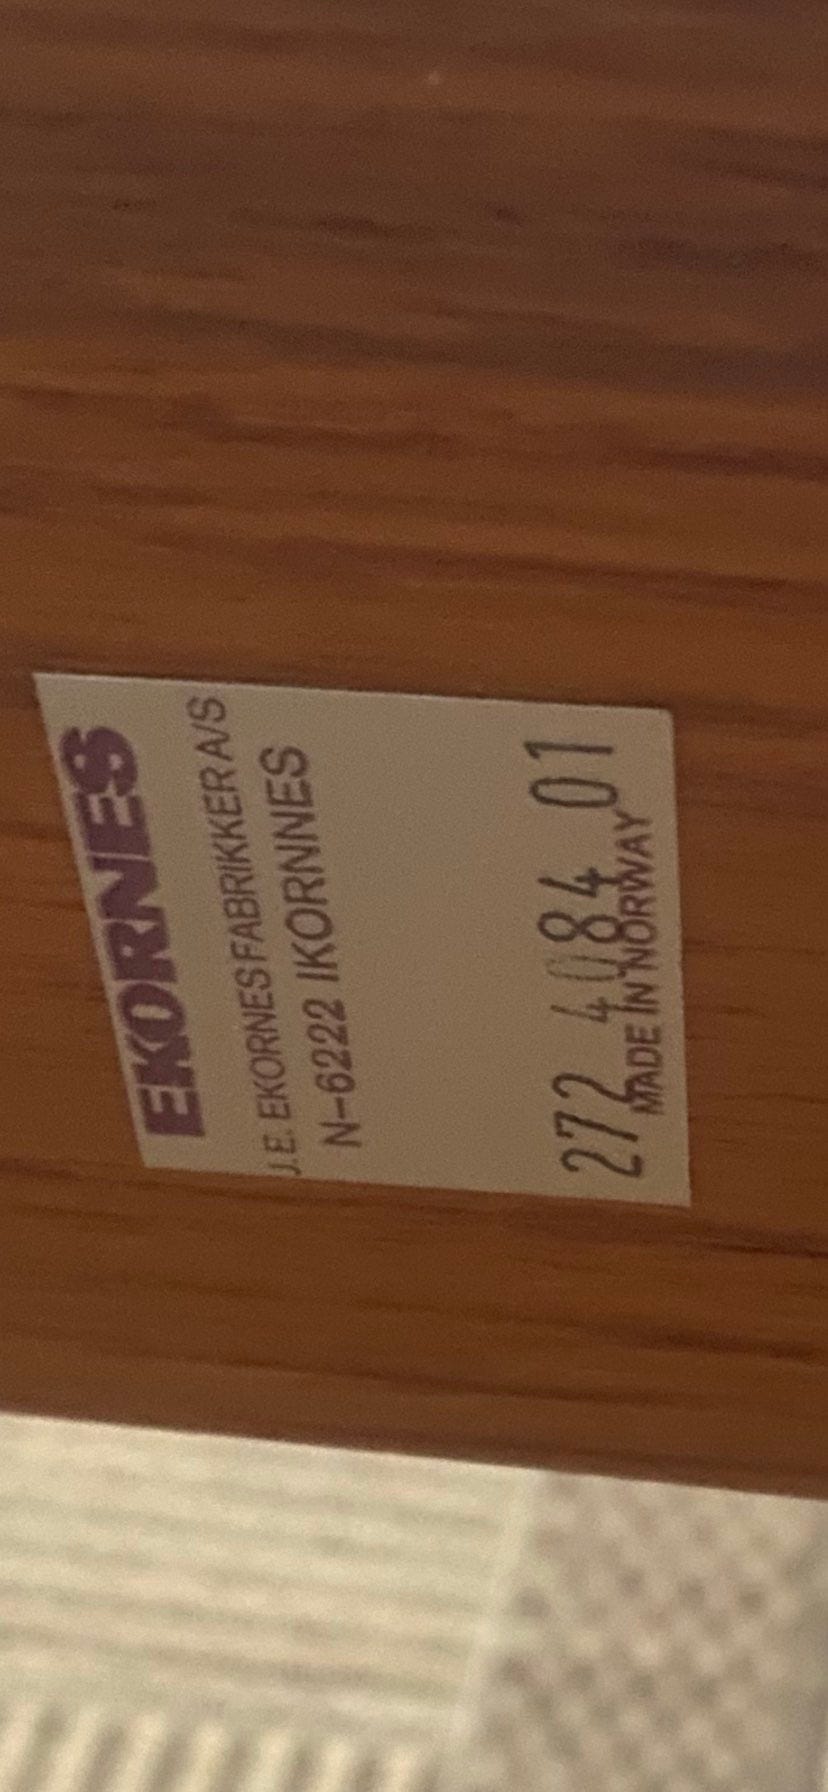 EKORNES
J.E. EKORNES FABRIKKER A/S
N-6222 IKORNNES
272 4084 01
MADE IN NORWAY